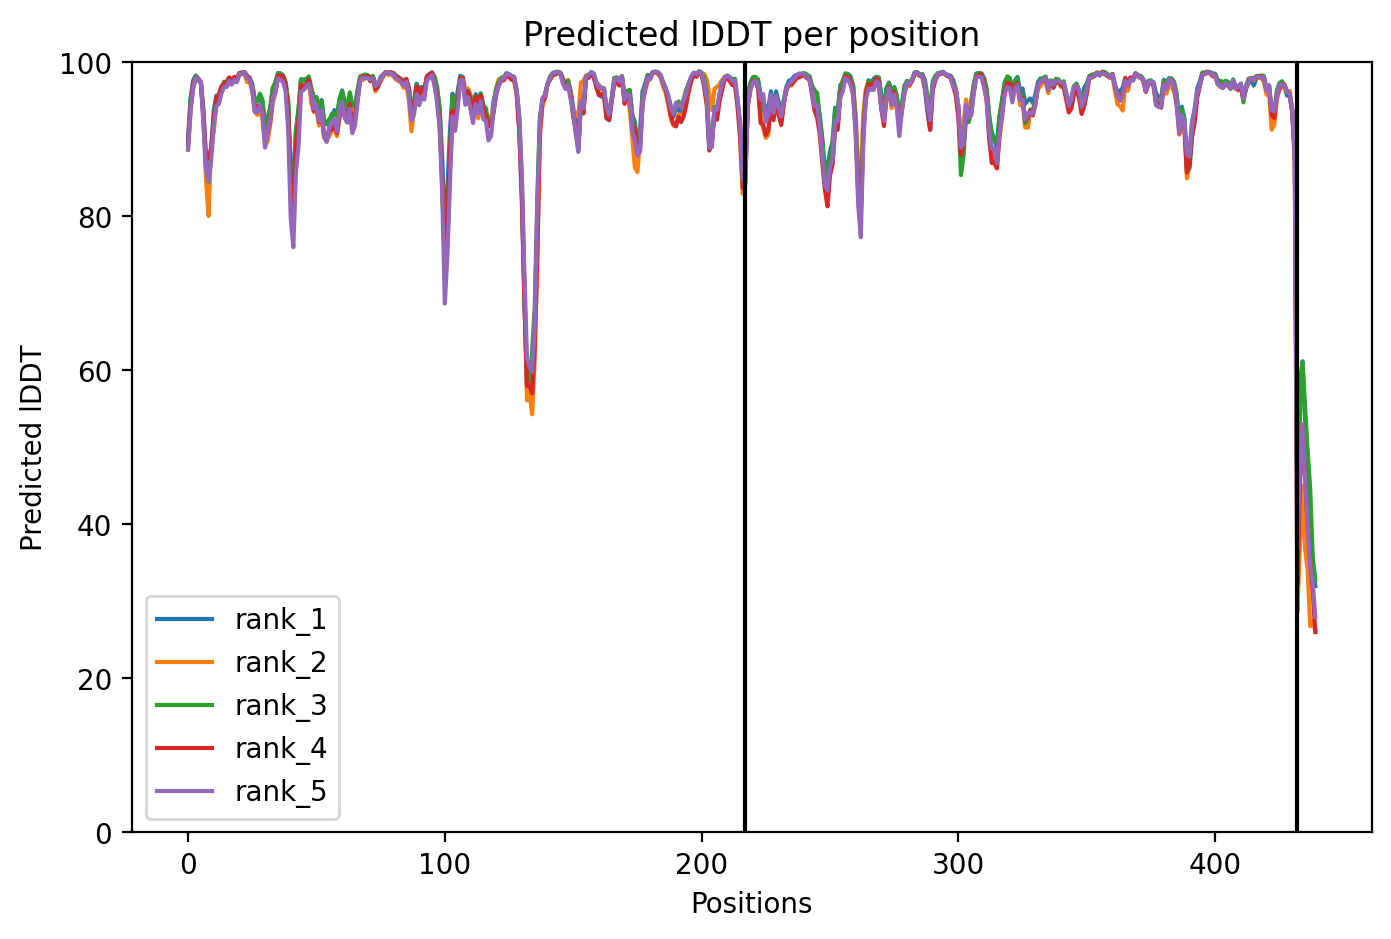 Predicted lDDT per position
100
80
60
40
20
0
Predicted lDDT
rank_1
rank_2
rank_3
rank_4
rank_5
0 100 200 300 400
Positions